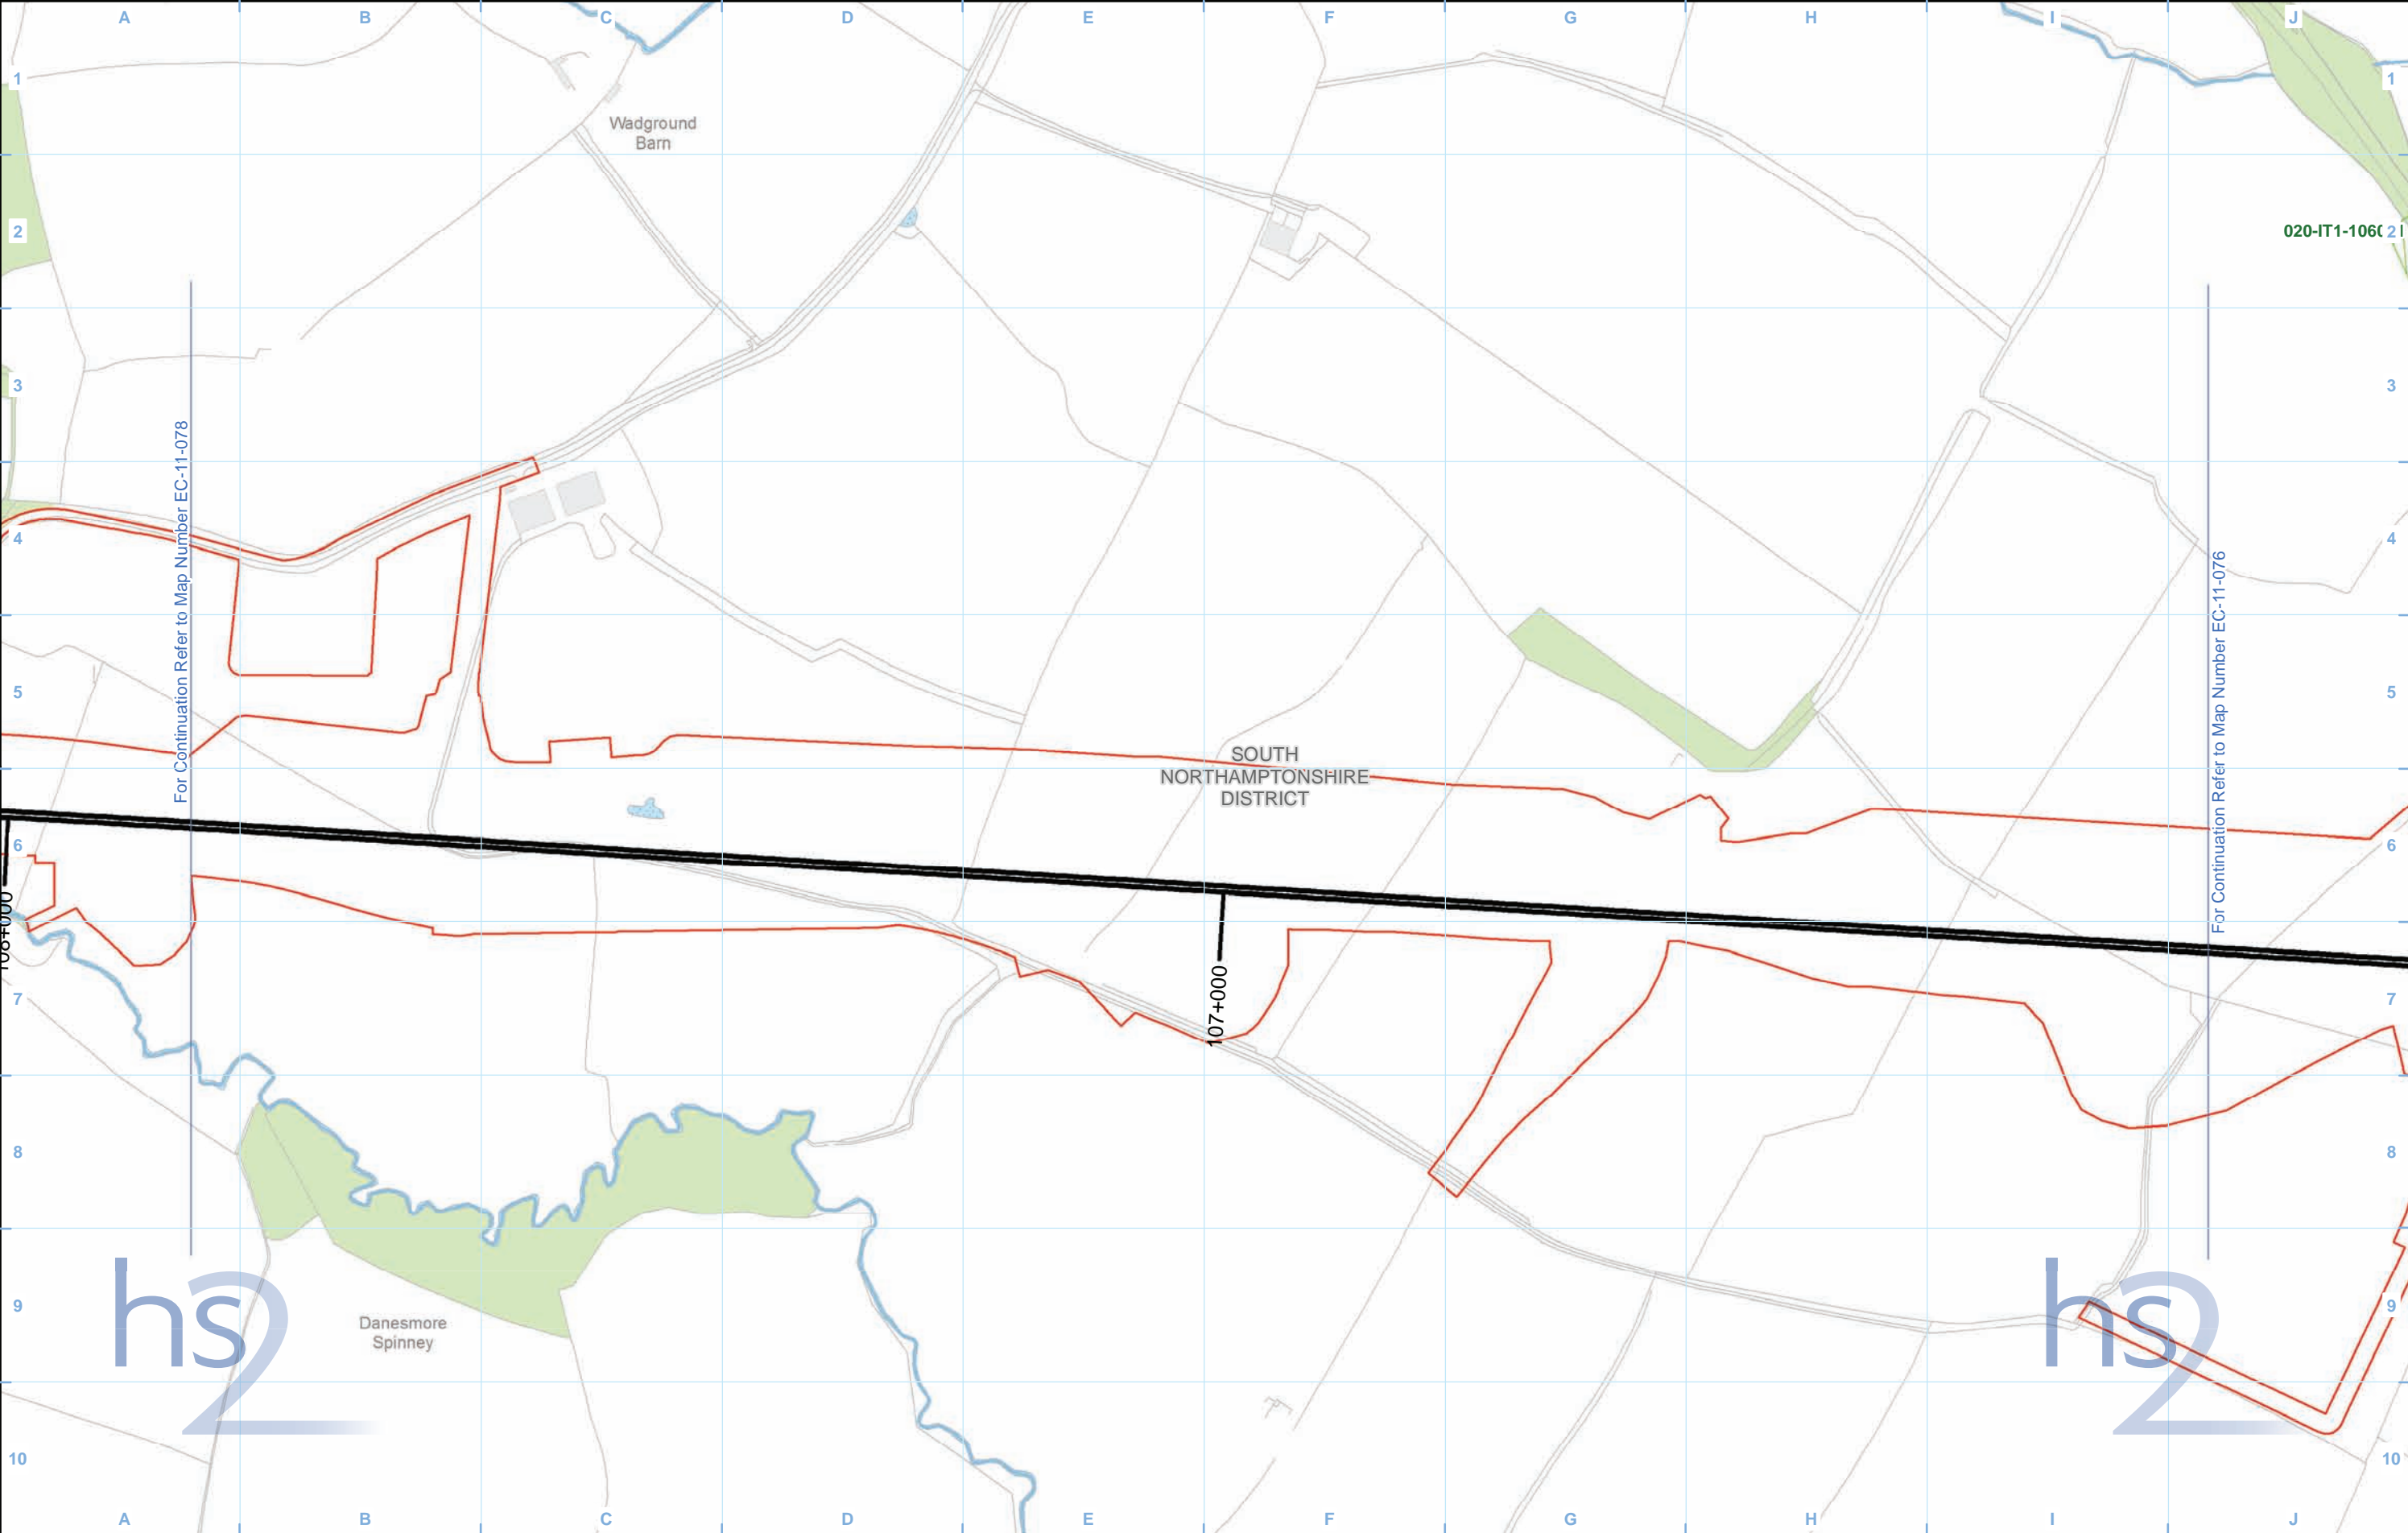 A B C D E F G H I J
1 1
Wadground
Barn
2 020-IT1-106 2
3 3
For Continuation Refer to Map Number EC-11-078
4 4
For Continuation Refer to Map Number EC-11-076
5 5
SOUTH
NORTHAMPTONSHIRE
DISTRICT
6 6
108+000
7 7
107+000
8 8
9 9
hs2
hs2
Danesmore
Spinney
10 10
A B C D E F G H I J